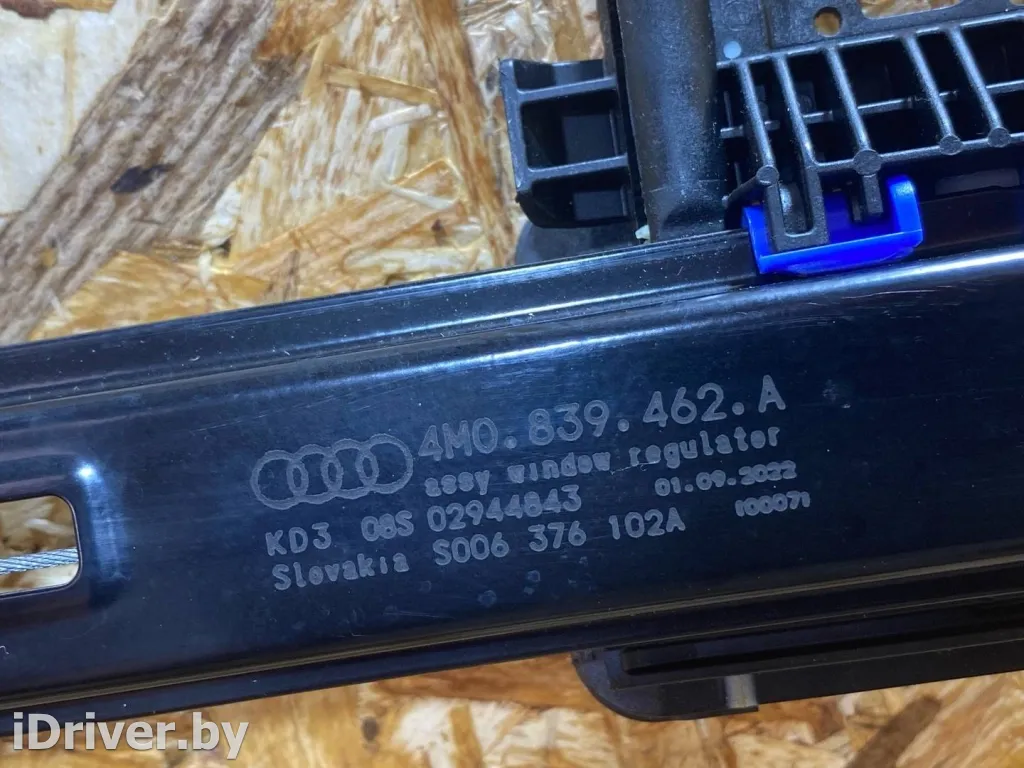 4M0.839.462.A
assy window regulator
KD3 08S 02944843 01.09.2022
Slovakia S006 376 102A 100071
iDriver.by